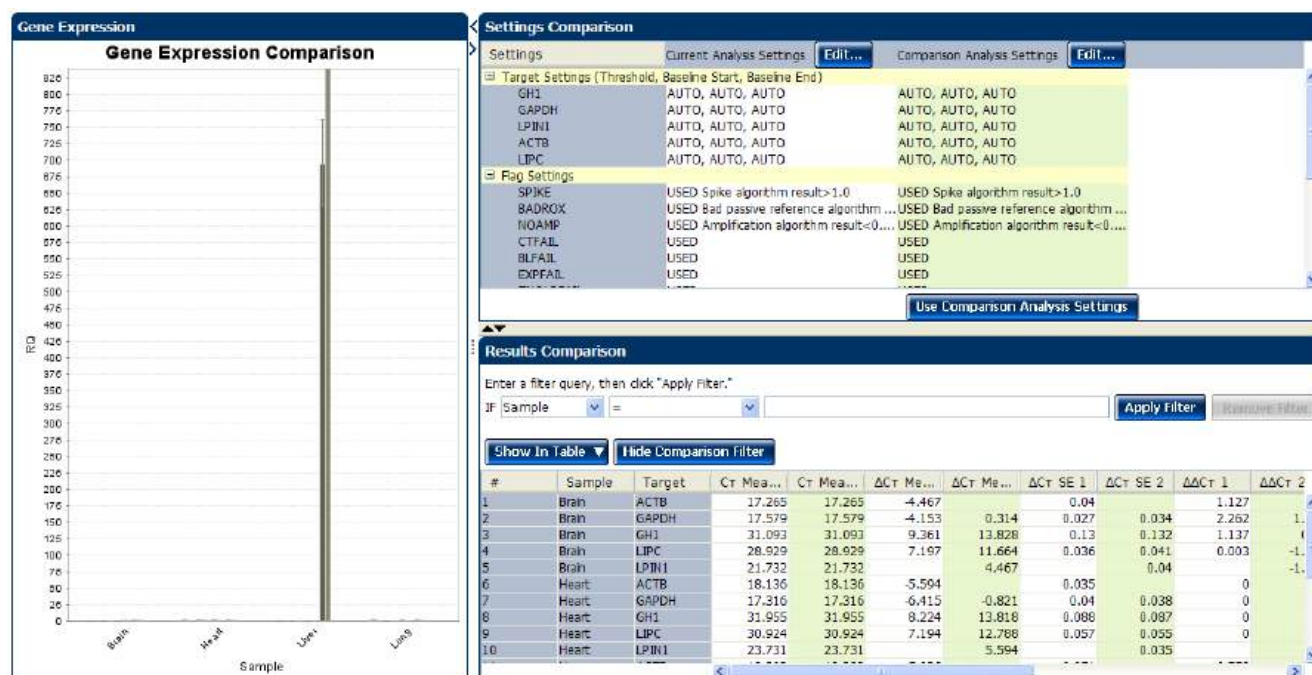 Gene Expression
Gene Expression Comparison
826
800
775
750
725
700
675
650
626
600
576
550
525
500
476
450
426
400
376
350
325
300
275
250
226
200
176
150
125
100
75
50
26
0
RQ
Brain
Liver
Lung
Sample
Settings Comparison
Settings Current Analysis Settings Edit... Comparison Analysis Settings Edit...
Target Settings (Threshold, Baseline Start, Baseline End)
GH1 AUTO, AUTO, AUTO AUTO, AUTO, AUTO
GAPDH AUTO, AUTO, AUTO AUTO, AUTO, AUTO
LPIN1 AUTO, AUTO, AUTO AUTO, AUTO, AUTO
ACTB AUTO, AUTO, AUTO AUTO, AUTO, AUTO
LIPC AUTO, AUTO, AUTO AUTO, AUTO, AUTO
Flag Settings
SPIKE USED Spike algorithm result>1.0 USED Spike algorithm result>1.0
BADROX USED Bad passive reference algorithm ... USED Bad passive reference algorithm ...
NOAMP USED Amplification algorithm result<0.... USED Amplification algorithm result<0....
CTFAIL USED USED
BLFAIL USED USED
EXPFAIL USED USED
Use Comparison Analysis Settings
Results Comparison
Enter a filter query, then click "Apply Filter."
IF Sample = Apply Filter Remove Filter
Show In Table ▼ Hide Comparison Filter
# Sample Target Cт Mea... Cт Mea... ΔCт Me... ΔCт Me... ΔCт SE 1 ΔCт SE 2 ΔΔCт 1 ΔΔCт 2
1 Brain ACTB 17.265 17.265 -4.467 0.04 1.127
2 Brain GAPDH 17.579 17.579 -4.153 0.314 0.027 0.034 2.262 1.
3 Brain GH1 31.093 31.093 9.361 13.828 0.13 0.132 1.137
4 Brain LIPC 28.929 28.929 7.197 11.664 0.036 0.041 0.003 -1.
5 Brain LPIN1 21.732 21.732 4.467 0.04 -1.
6 Heart ACTB 18.136 18.136 -5.594 0.035 0
7 Heart GAPDH 17.316 17.316 -6.415 -0.821 0.04 0.038 0
8 Heart GH1 31.955 31.955 8.224 13.818 0.088 0.087 0
9 Heart LIPC 30.924 30.924 7.194 12.788 0.057 0.055 0
10 Heart LPIN1 23.731 23.731 5.594 0.035